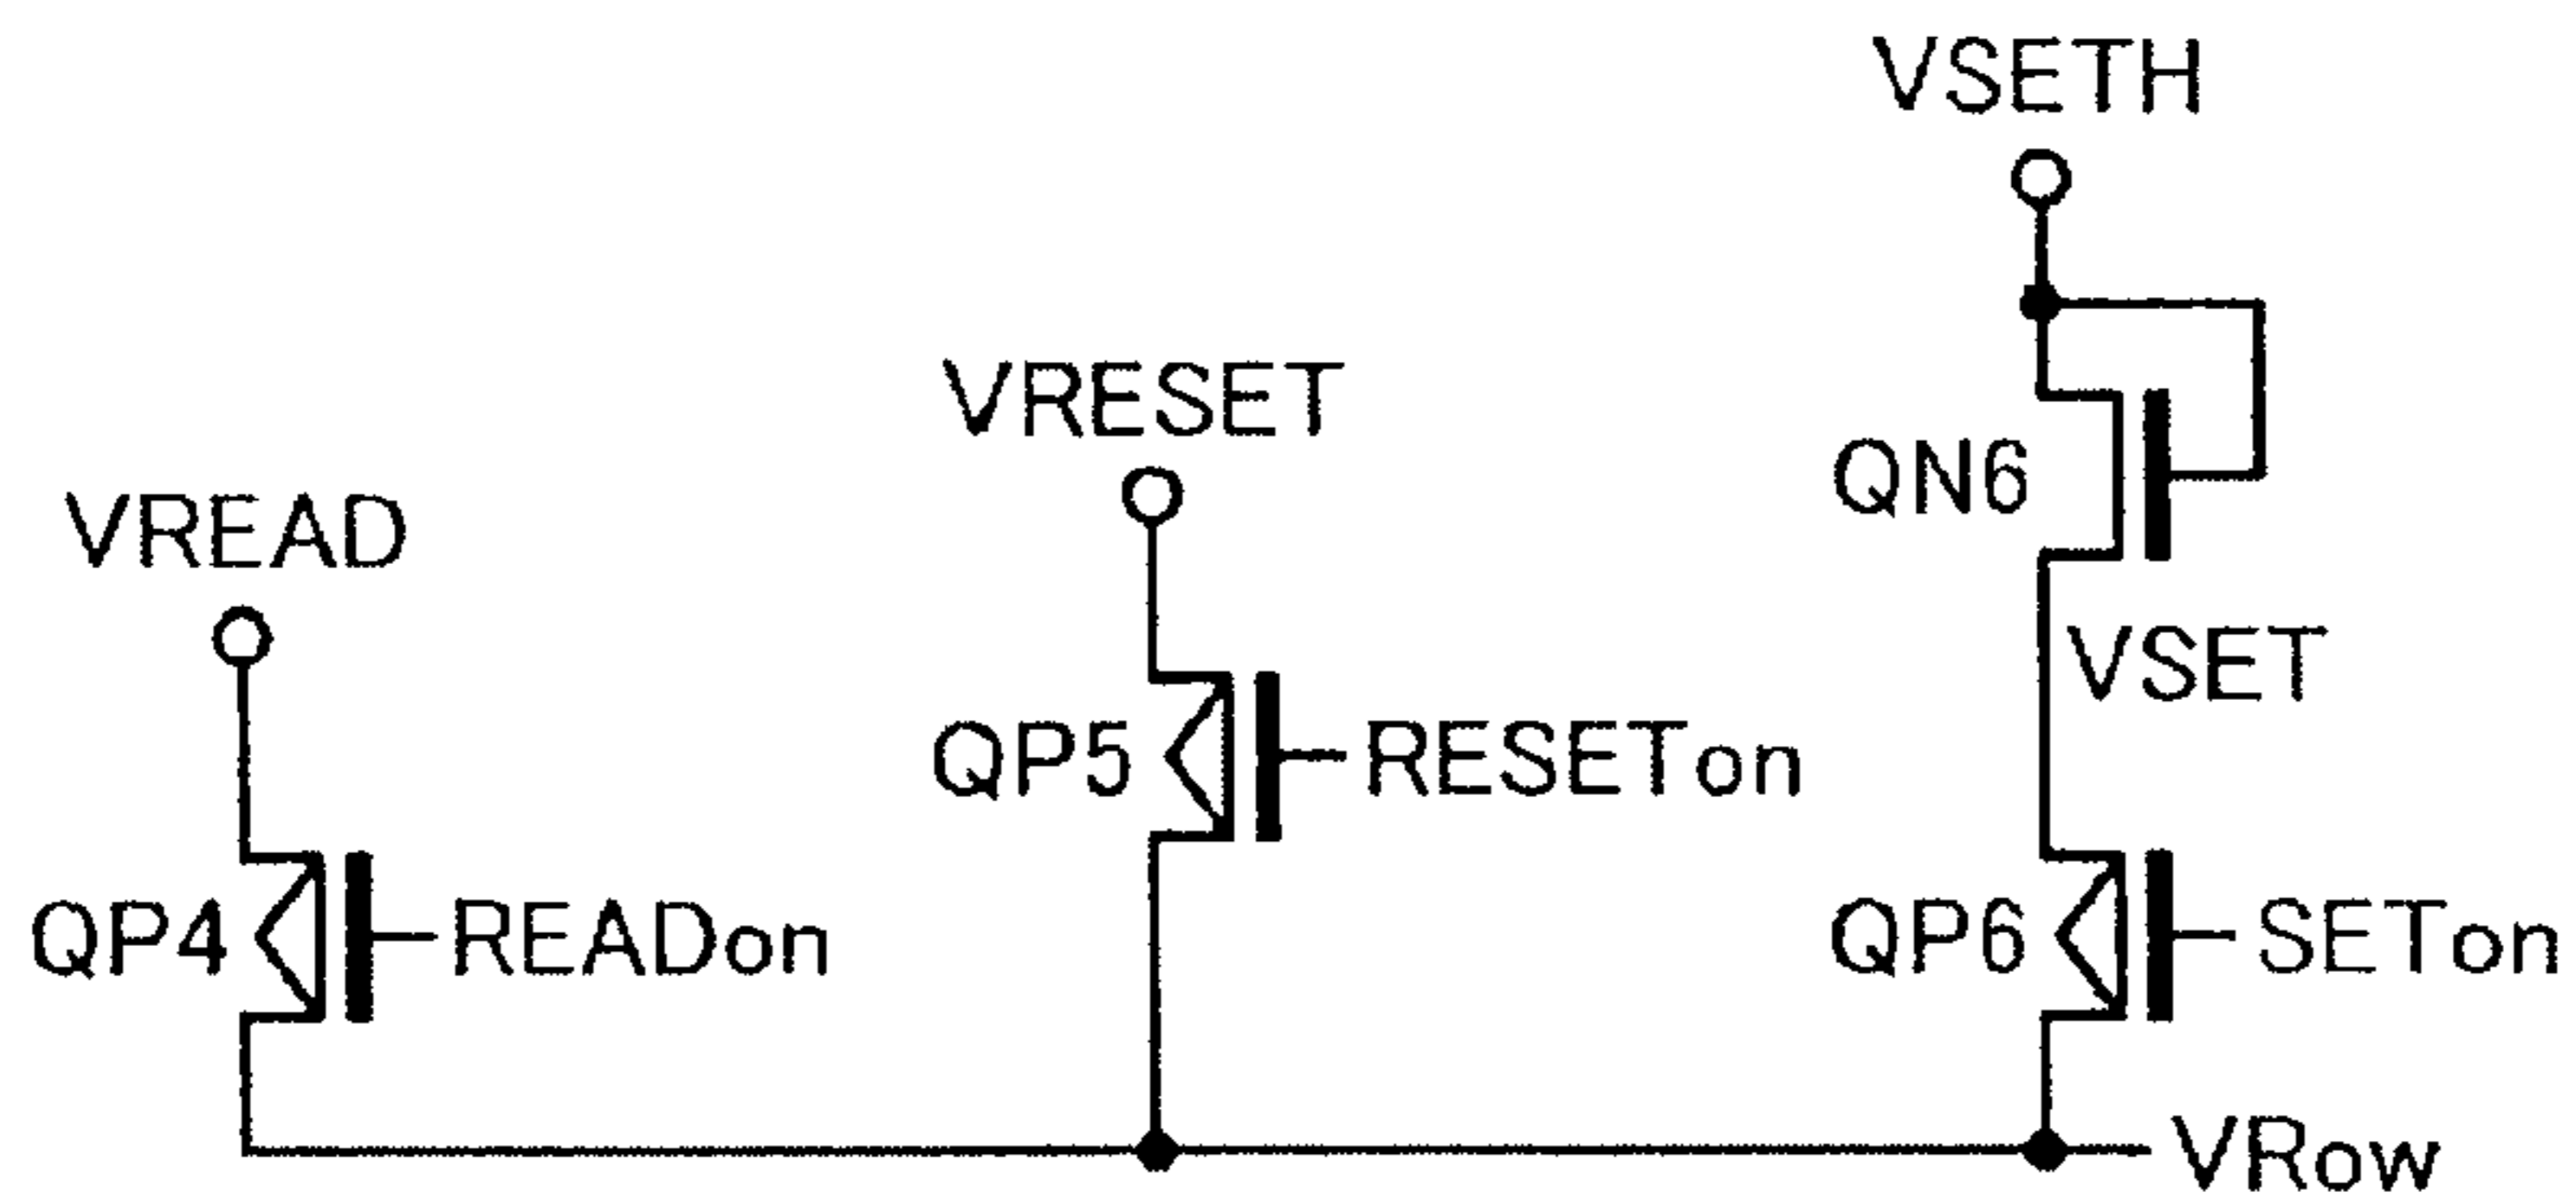 VSETH
VRESET
VREAD
QN6
VSET
QP5
RESETon
QP4
READon
QP6
SETon
VRow